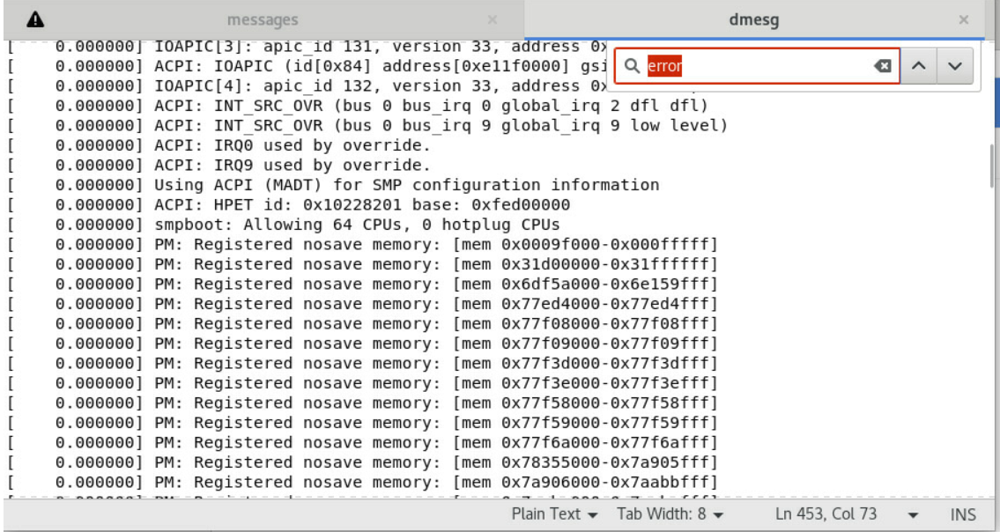 messages × dmesg ×
[    0.000000] IOAPIC[3]: apic_id 131, version 33, address 0x
error
[    0.000000] ACPI: IOAPIC (id[0x84] address[0xe11f0000] gsi
[    0.000000] IOAPIC[4]: apic_id 132, version 33, address 0x
[    0.000000] ACPI: INT_SRC_OVR (bus 0 bus_irq 0 global_irq 2 dfl dfl)
[    0.000000] ACPI: INT_SRC_OVR (bus 0 bus_irq 9 global_irq 9 low level)
[    0.000000] ACPI: IRQ0 used by override.
[    0.000000] ACPI: IRQ9 used by override.
[    0.000000] Using ACPI (MADT) for SMP configuration information
[    0.000000] ACPI: HPET id: 0x10228201 base: 0xfed00000
[    0.000000] smpboot: Allowing 64 CPUs, 0 hotplug CPUs
[    0.000000] PM: Registered nosave memory: [mem 0x0009f000-0x000fffff]
[    0.000000] PM: Registered nosave memory: [mem 0x31d00000-0x31ffffff]
[    0.000000] PM: Registered nosave memory: [mem 0x6df5a000-0x6e159fff]
[    0.000000] PM: Registered nosave memory: [mem 0x77ed4000-0x77ed4fff]
[    0.000000] PM: Registered nosave memory: [mem 0x77f08000-0x77f08fff]
[    0.000000] PM: Registered nosave memory: [mem 0x77f09000-0x77f09fff]
[    0.000000] PM: Registered nosave memory: [mem 0x77f3d000-0x77f3dfff]
[    0.000000] PM: Registered nosave memory: [mem 0x77f3e000-0x77f3efff]
[    0.000000] PM: Registered nosave memory: [mem 0x77f58000-0x77f58fff]
[    0.000000] PM: Registered nosave memory: [mem 0x77f59000-0x77f59fff]
[    0.000000] PM: Registered nosave memory: [mem 0x77f6a000-0x77f6afff]
[    0.000000] PM: Registered nosave memory: [mem 0x78355000-0x7a905fff]
[    0.000000] PM: Registered nosave memory: [mem 0x7a906000-0x7aabbfff]
Plain Text Tab Width: 8 Ln 453, Col 73 INS